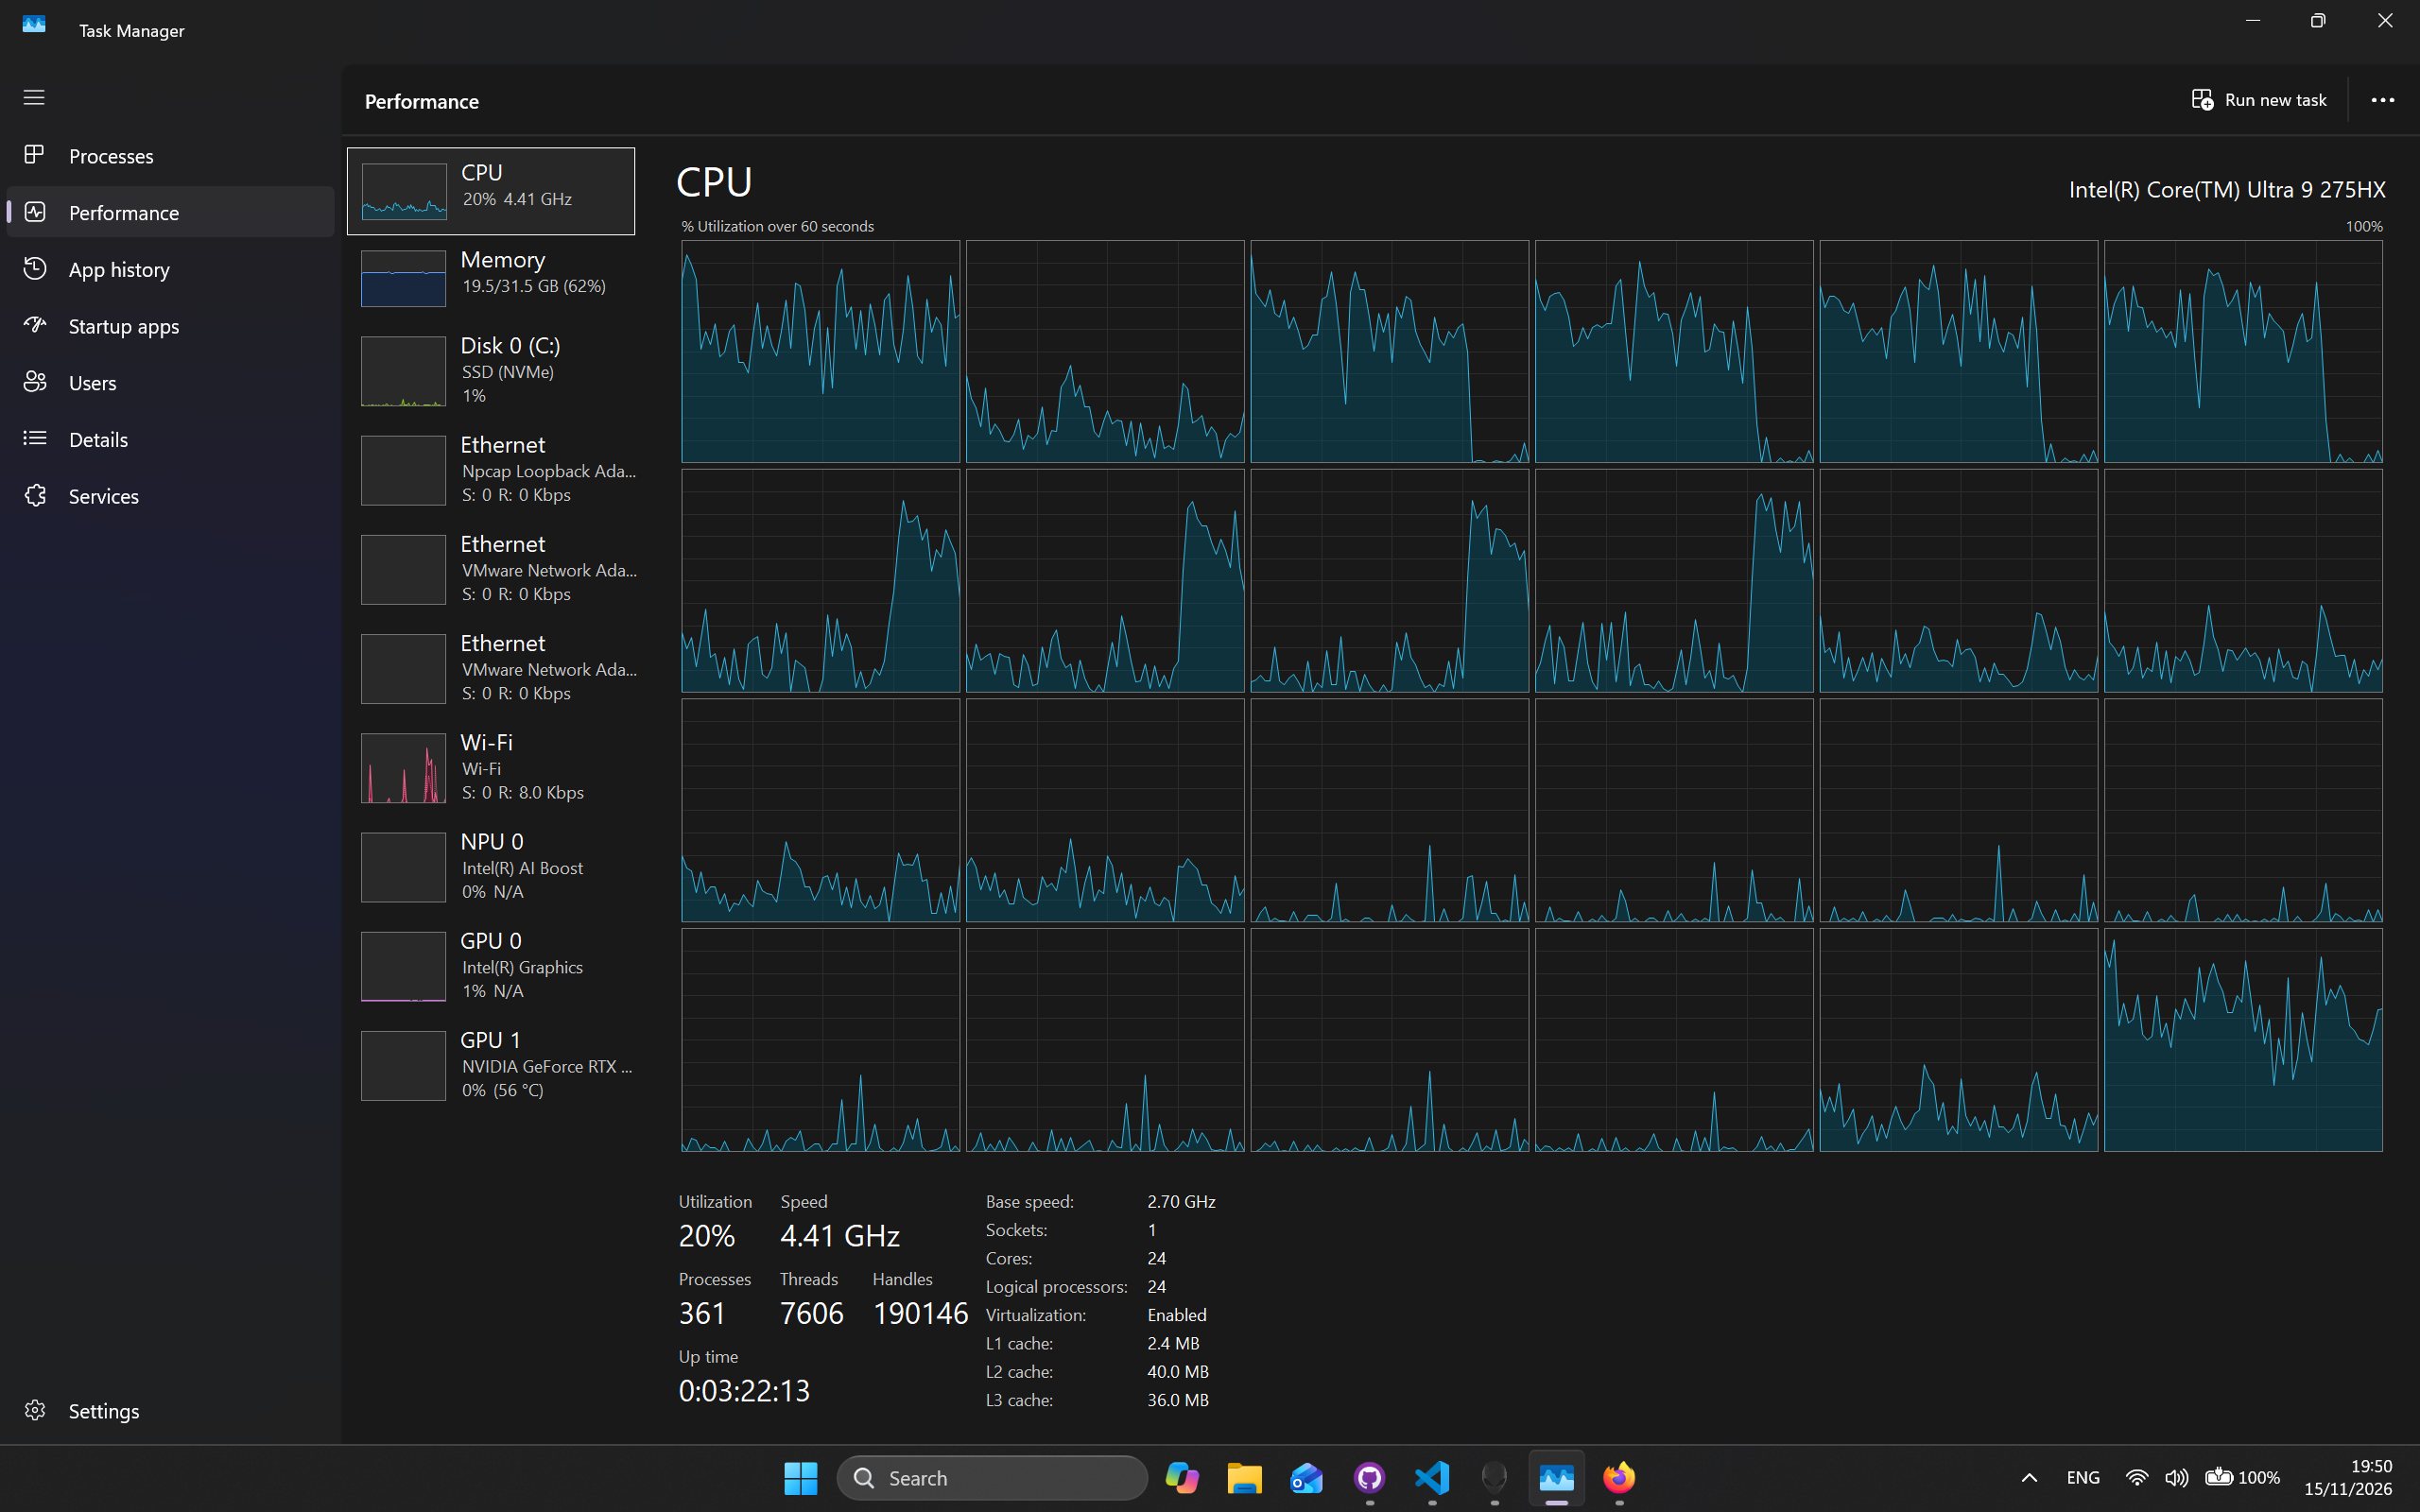 Task Manager
Performance
Run new task
Processes
Performance
App history
Startup apps
Users
Details
Services
Settings
CPU
20% 4.41 GHz
Memory
19.5/31.5 GB (62%)
Disk 0 (C:)
SSD (NVMe)
1%
Ethernet
Npcap Loopback Ada...
S: 0 R: 0 Kbps
Ethernet
VMware Network Ada...
S: 0 R: 0 Kbps
Ethernet
VMware Network Ada...
S: 0 R: 0 Kbps
Wi-Fi
Wi-Fi
S: 0 R: 8.0 Kbps
NPU 0
Intel(R) AI Boost
0% N/A
GPU 0
Intel(R) Graphics
1% N/A
GPU 1
NVIDIA GeForce RTX ...
0% (56 °C)
CPU
Intel(R) Core(TM) Ultra 9 275HX
% Utilization over 60 seconds
100%
Utilization
20%
Speed
4.41 GHz
Processes
361
Threads
7606
Handles
190146
Up time
0:03:22:13
Base speed: 2.70 GHz
Sockets: 1
Cores: 24
Logical processors: 24
Virtualization: Enabled
L1 cache: 2.4 MB
L2 cache: 40.0 MB
L3 cache: 36.0 MB
Search
ENG
100%
19:50
15/11/2026